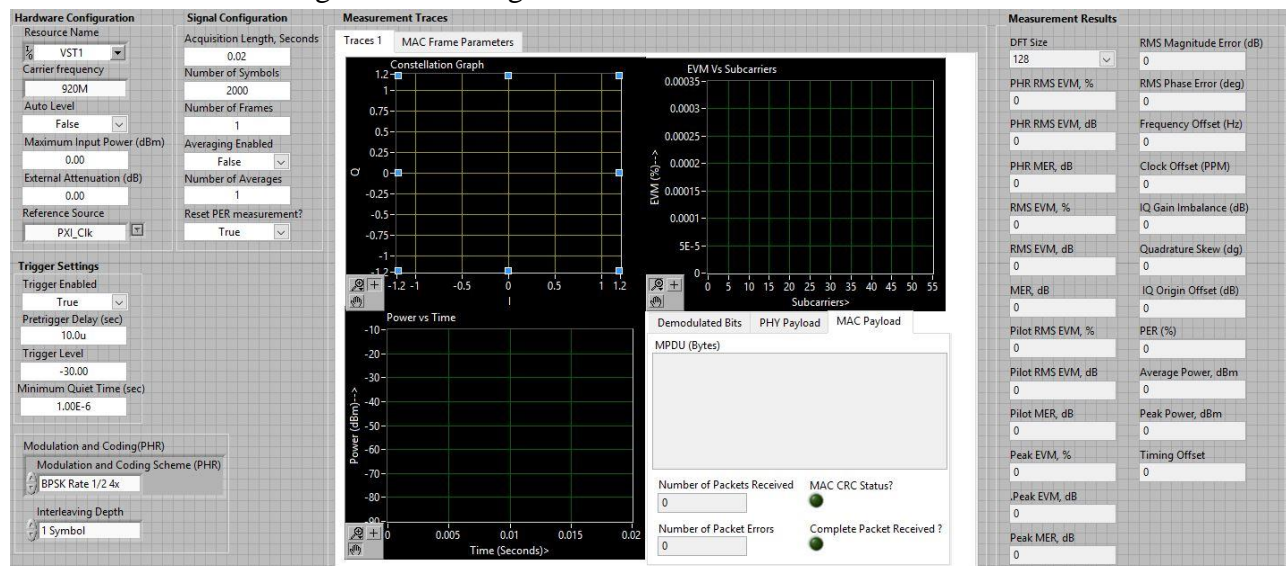 Hardware Configuration
Resource Name
VST1
Carrier frequency
920M
Auto Level
False
Maximum Input Power (dBm)
0.00
External Attenuation (dB)
0.00
Reference Source
PXI_Clk
Trigger Settings
Trigger Enabled
True
Pretrigger Delay (sec)
10.0u
Trigger Level
-30.00
Minimum Quiet Time (sec)
1.00E-6
Modulation and Coding(PHR)
Modulation and Coding Scheme (PHR)
BPSK Rate 1/2 4x
Interleaving Depth
1 Symbol
Signal Configuration
Acquisition Length, Seconds
0.02
Number of Symbols
2000
Number of Frames
1
Averaging Enabled
False
Number of Averages
1
Reset PER measurement?
True
Measurement Traces
Traces 1
MAC Frame Parameters
Constellation Graph
1.2
1
0.75
0.5
0.25
0
-0.25
-0.5
-0.75
-1
-1.2
Q
-1.2 -1 -0.5 0 0.5 1 1.2
I
EVM Vs Subcarriers
0.00035
0.0003
0.00025
0.0002
0.00015
0.0001
5E-5
0
EVM (%)-->
0 5 10 15 20 25 30 35 40 45 50 55
Subcarriers>
Power vs Time
-10
-20
-30
-40
-50
-60
-70
-80
-90
Power (dBm)-->
0 0.005 0.01 0.015 0.02
Time (Seconds)>
Demodulated Bits
PHY Payload
MAC Payload
MPDU (Bytes)
Number of Packets Received
0
MAC CRC Status?
Number of Packet Errors
0
Complete Packet Received ?
Measurement Results
DFT Size
128
PHR RMS EVM, %
0
PHR RMS EVM, dB
0
PHR MER, dB
0
RMS EVM, %
0
RMS EVM, dB
0
MER, dB
0
Pilot RMS EVM, %
0
Pilot RMS EVM, dB
0
Pilot MER, dB
0
Peak EVM, %
0
.Peak EVM, dB
0
Peak MER, dB
0
RMS Magnitude Error (dB)
0
RMS Phase Error (deg)
0
Frequency Offset (Hz)
0
Clock Offset (PPM)
0
IQ Gain Imbalance (dB)
0
Quadrature Skew (dg)
0
IQ Origin Offset (dB)
0
PER (%)
0
Average Power, dBm
0
Peak Power, dBm
0
Timing Offset
0